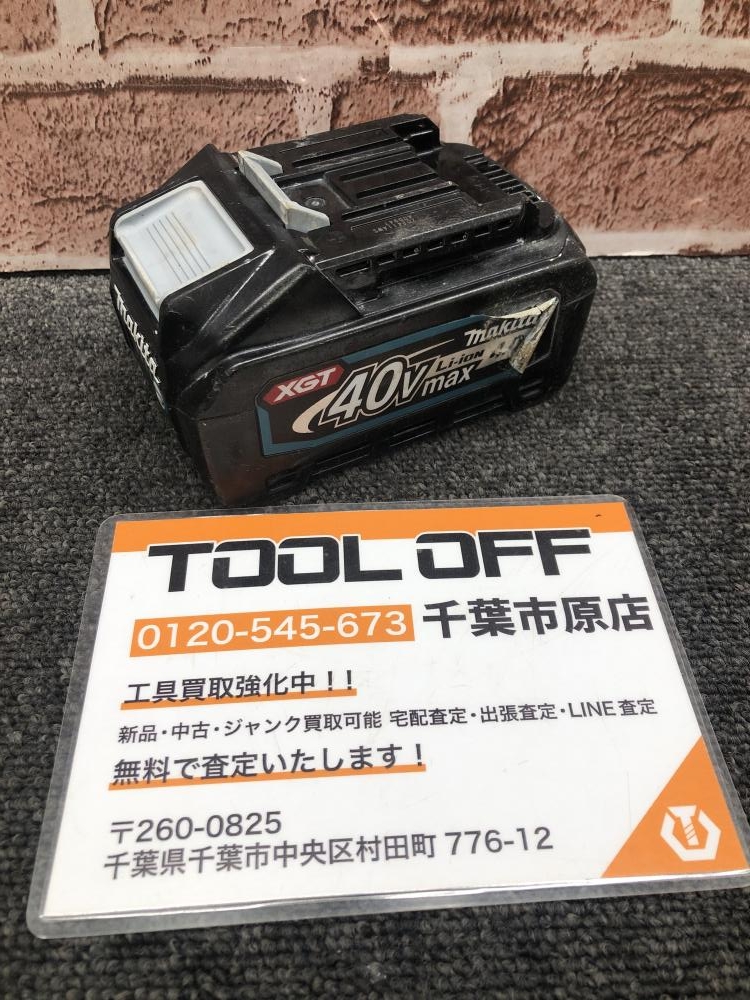 Makita
XGT
40Vmax
Li-ion
makita
TOOL OFF
0120-545-673 千葉市原店
工具買取強化中!!
新品・中古・ジャンク買取可能 宅配査定・出張査定・LINE査定
無料で査定いたします!
〒260-0825
千葉県千葉市中央区村田町 776-12